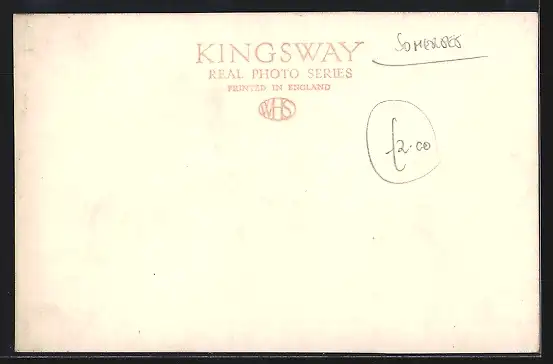 KINGSWAY
REAL PHOTO SERIES
PRINTED IN ENGLAND
WHS
SOMERSET
£2.00